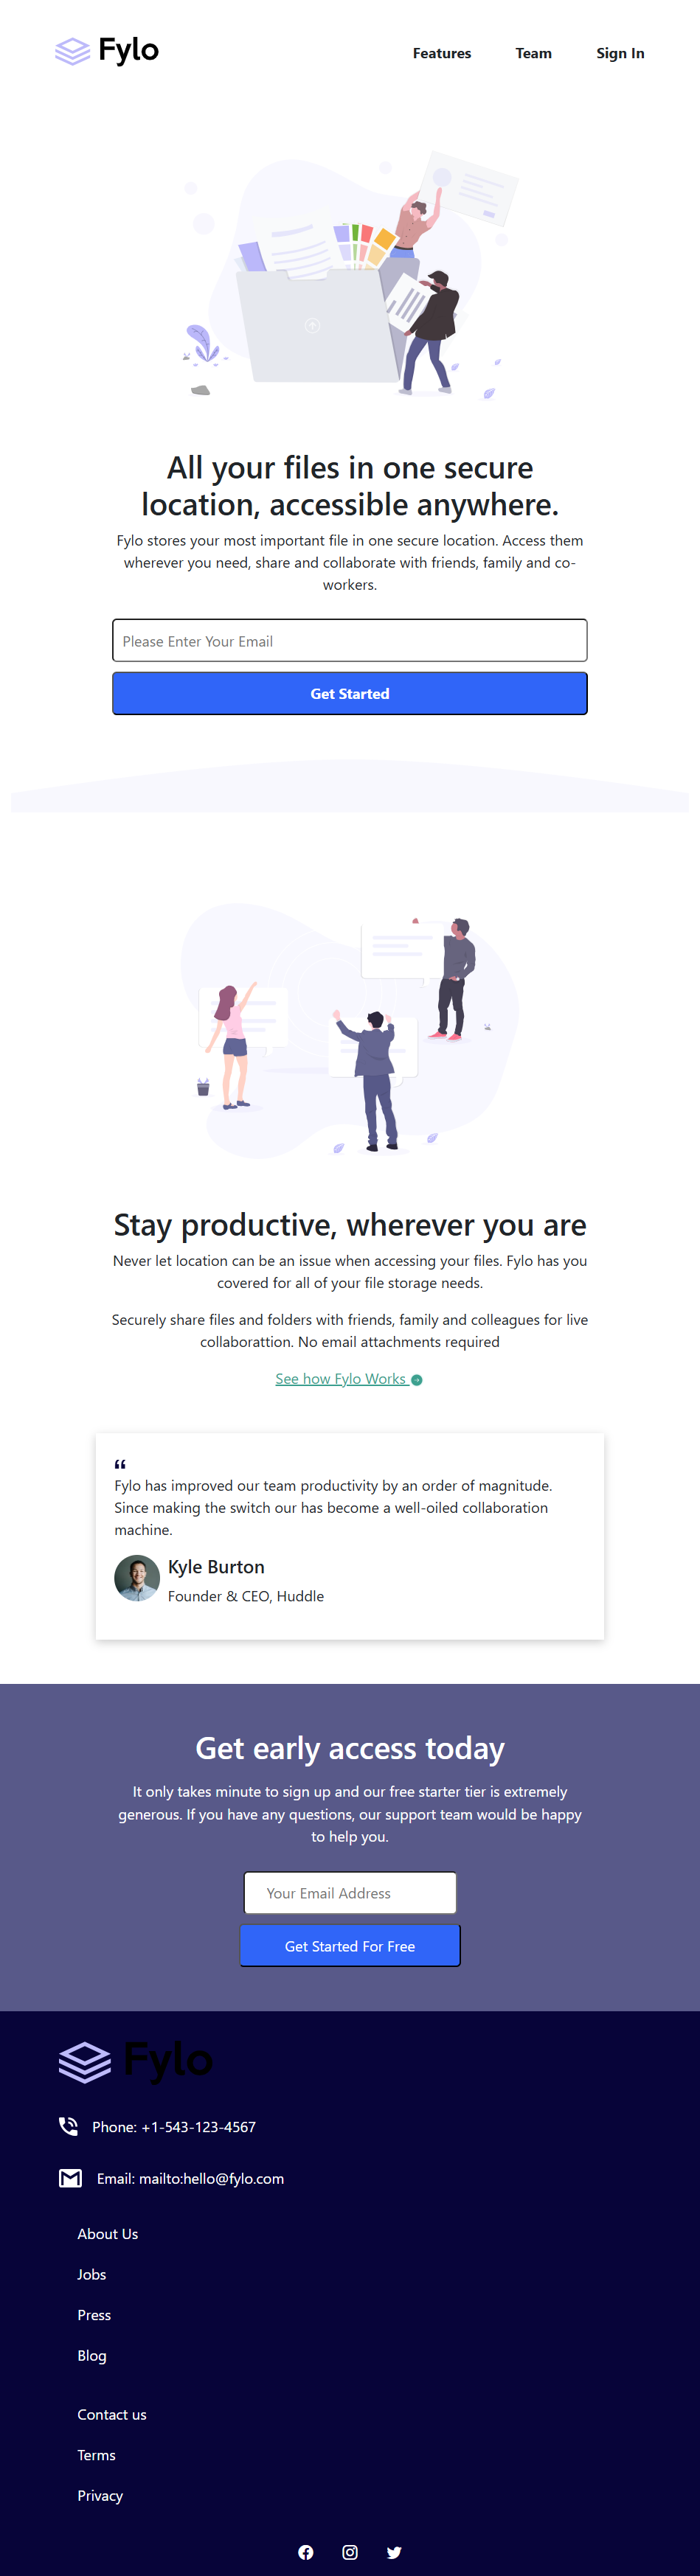 Fylo
Features Team Sign In
All your files in one secure
location, accessible anywhere.
Fylo stores your most important file in one secure location. Access them
wherever you need, share and collaborate with friends, family and co-
workers.
Please Enter Your Email
Get Started
Stay productive, wherever you are
Never let location can be an issue when accessing your files. Fylo has you
covered for all of your file storage needs.
Securely share files and folders with friends, family and colleagues for live
collaborattion. No email attachments required
See how Fylo Works
“
Fylo has improved our team productivity by an order of magnitude.
Since making the switch our has become a well-oiled collaboration
machine.
Kyle Burton
Founder & CEO, Huddle
Get early access today
It only takes minute to sign up and our free starter tier is extremely
generous. If you have any questions, our support team would be happy
to help you.
Your Email Address
Get Started For Free
Fylo
Phone: +1-543-123-4567
Email: mailto:hello@fylo.com
About Us
Jobs
Press
Blog
Contact us
Terms
Privacy